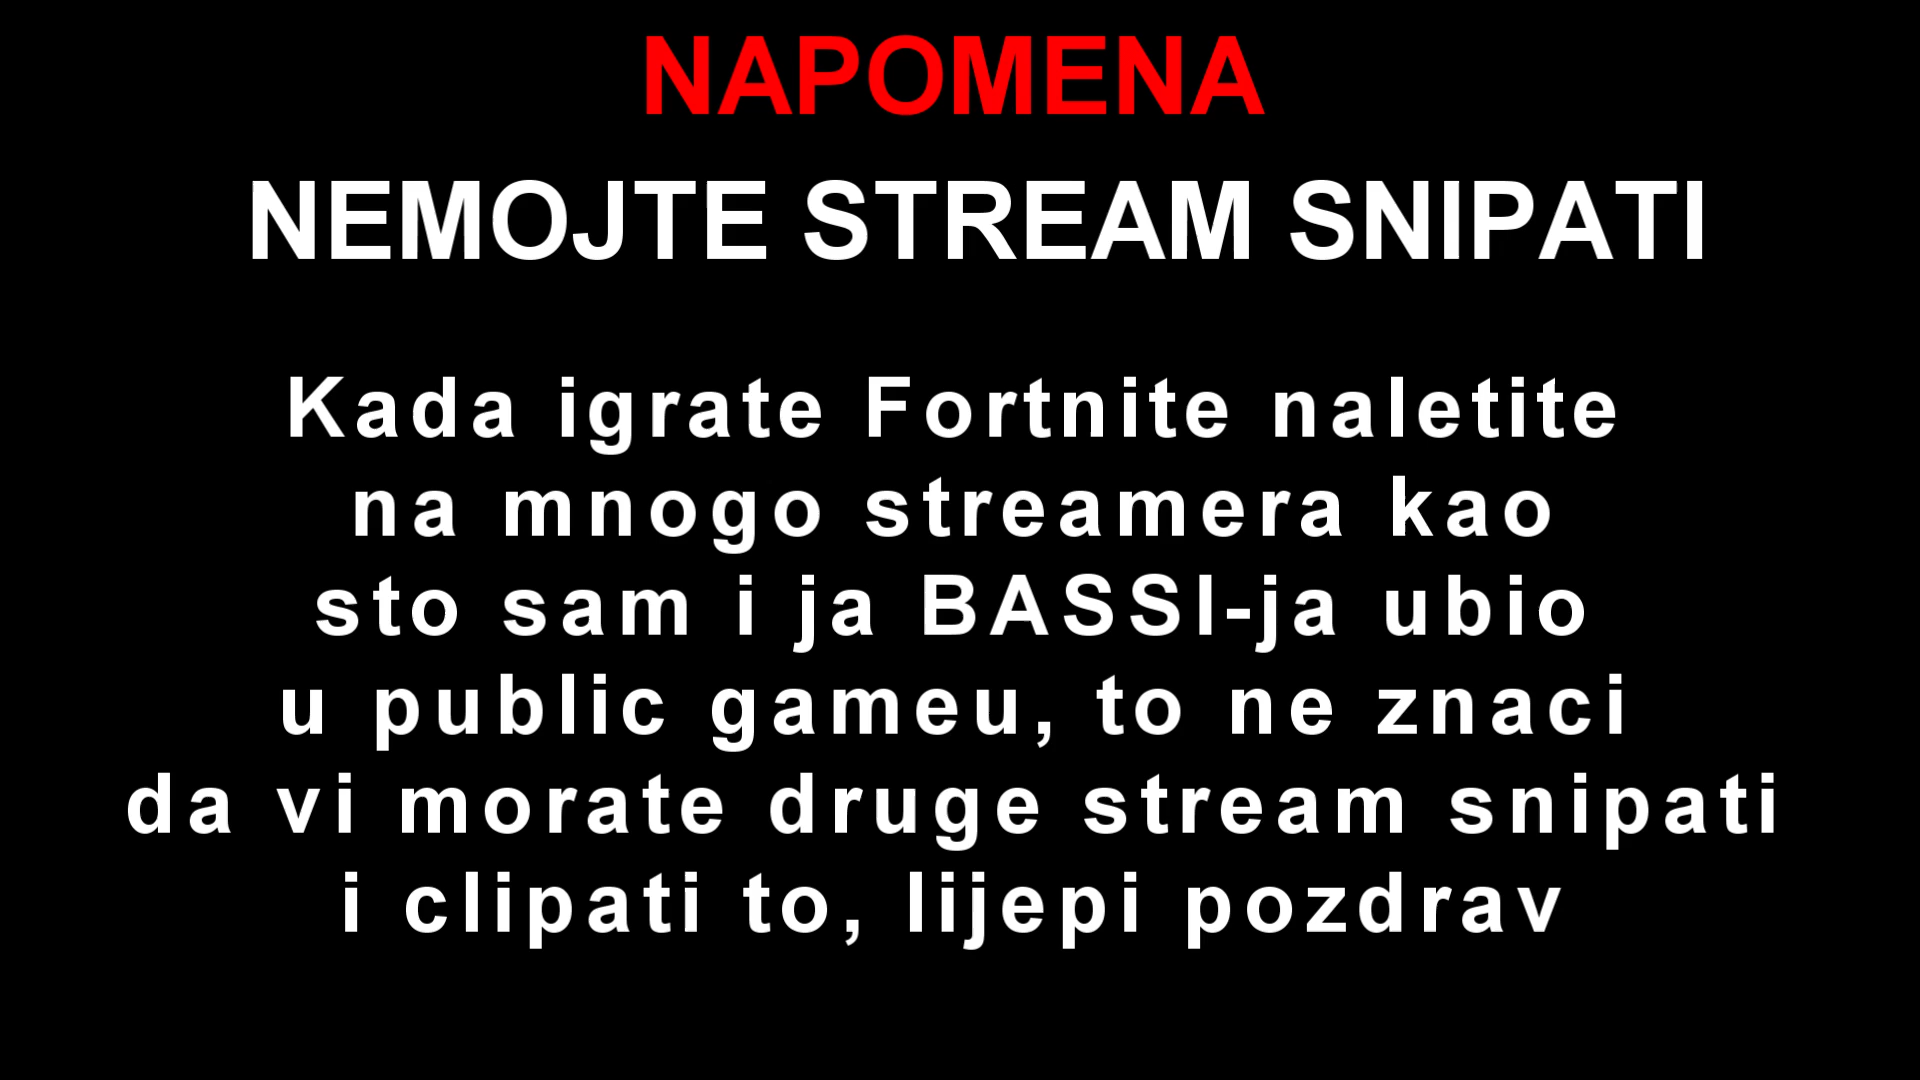 NAPOMENA
NEMOJTE STREAM SNIPATI
Kada igrate Fortnite naletite
na mnogo streamera kao
sto sam i ja BASSI-ja ubio
u public gameu, to ne znaci
da vi morate druge stream snipati
i clipati to, lijepi pozdrav